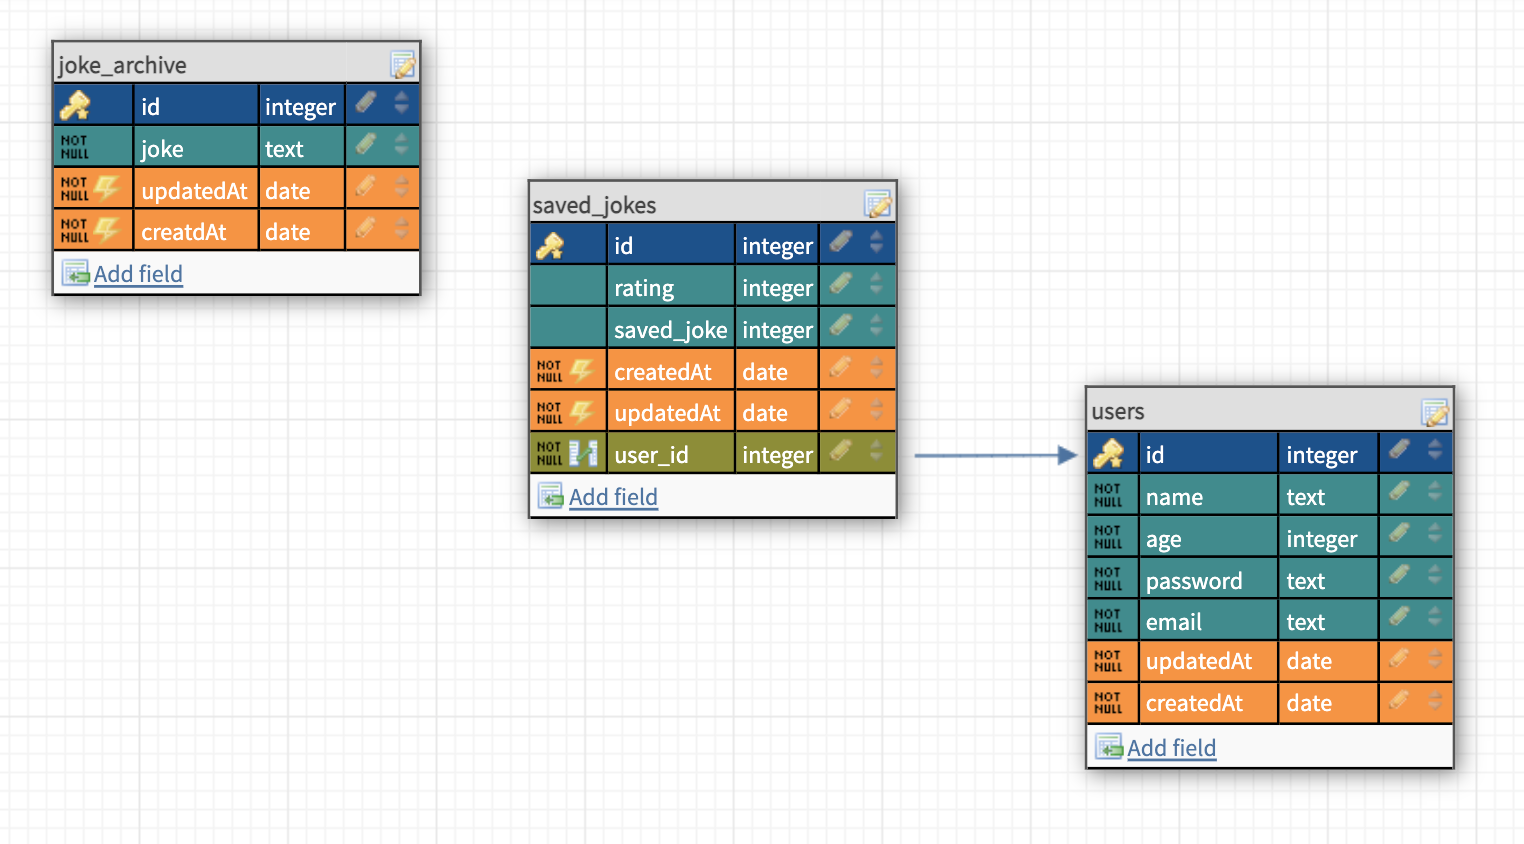 joke_archive
id integer
NOT NULL joke text
NOT NULL updatedAt date
NOT NULL creatdAt date
Add field
saved_jokes
id integer
rating integer
saved_joke integer
NOT NULL createdAt date
NOT NULL updatedAt date
NOT NULL user_id integer
Add field
users
id integer
NOT NULL name text
NOT NULL age integer
NOT NULL password text
NOT NULL email text
NOT NULL updatedAt date
NOT NULL createdAt date
Add field